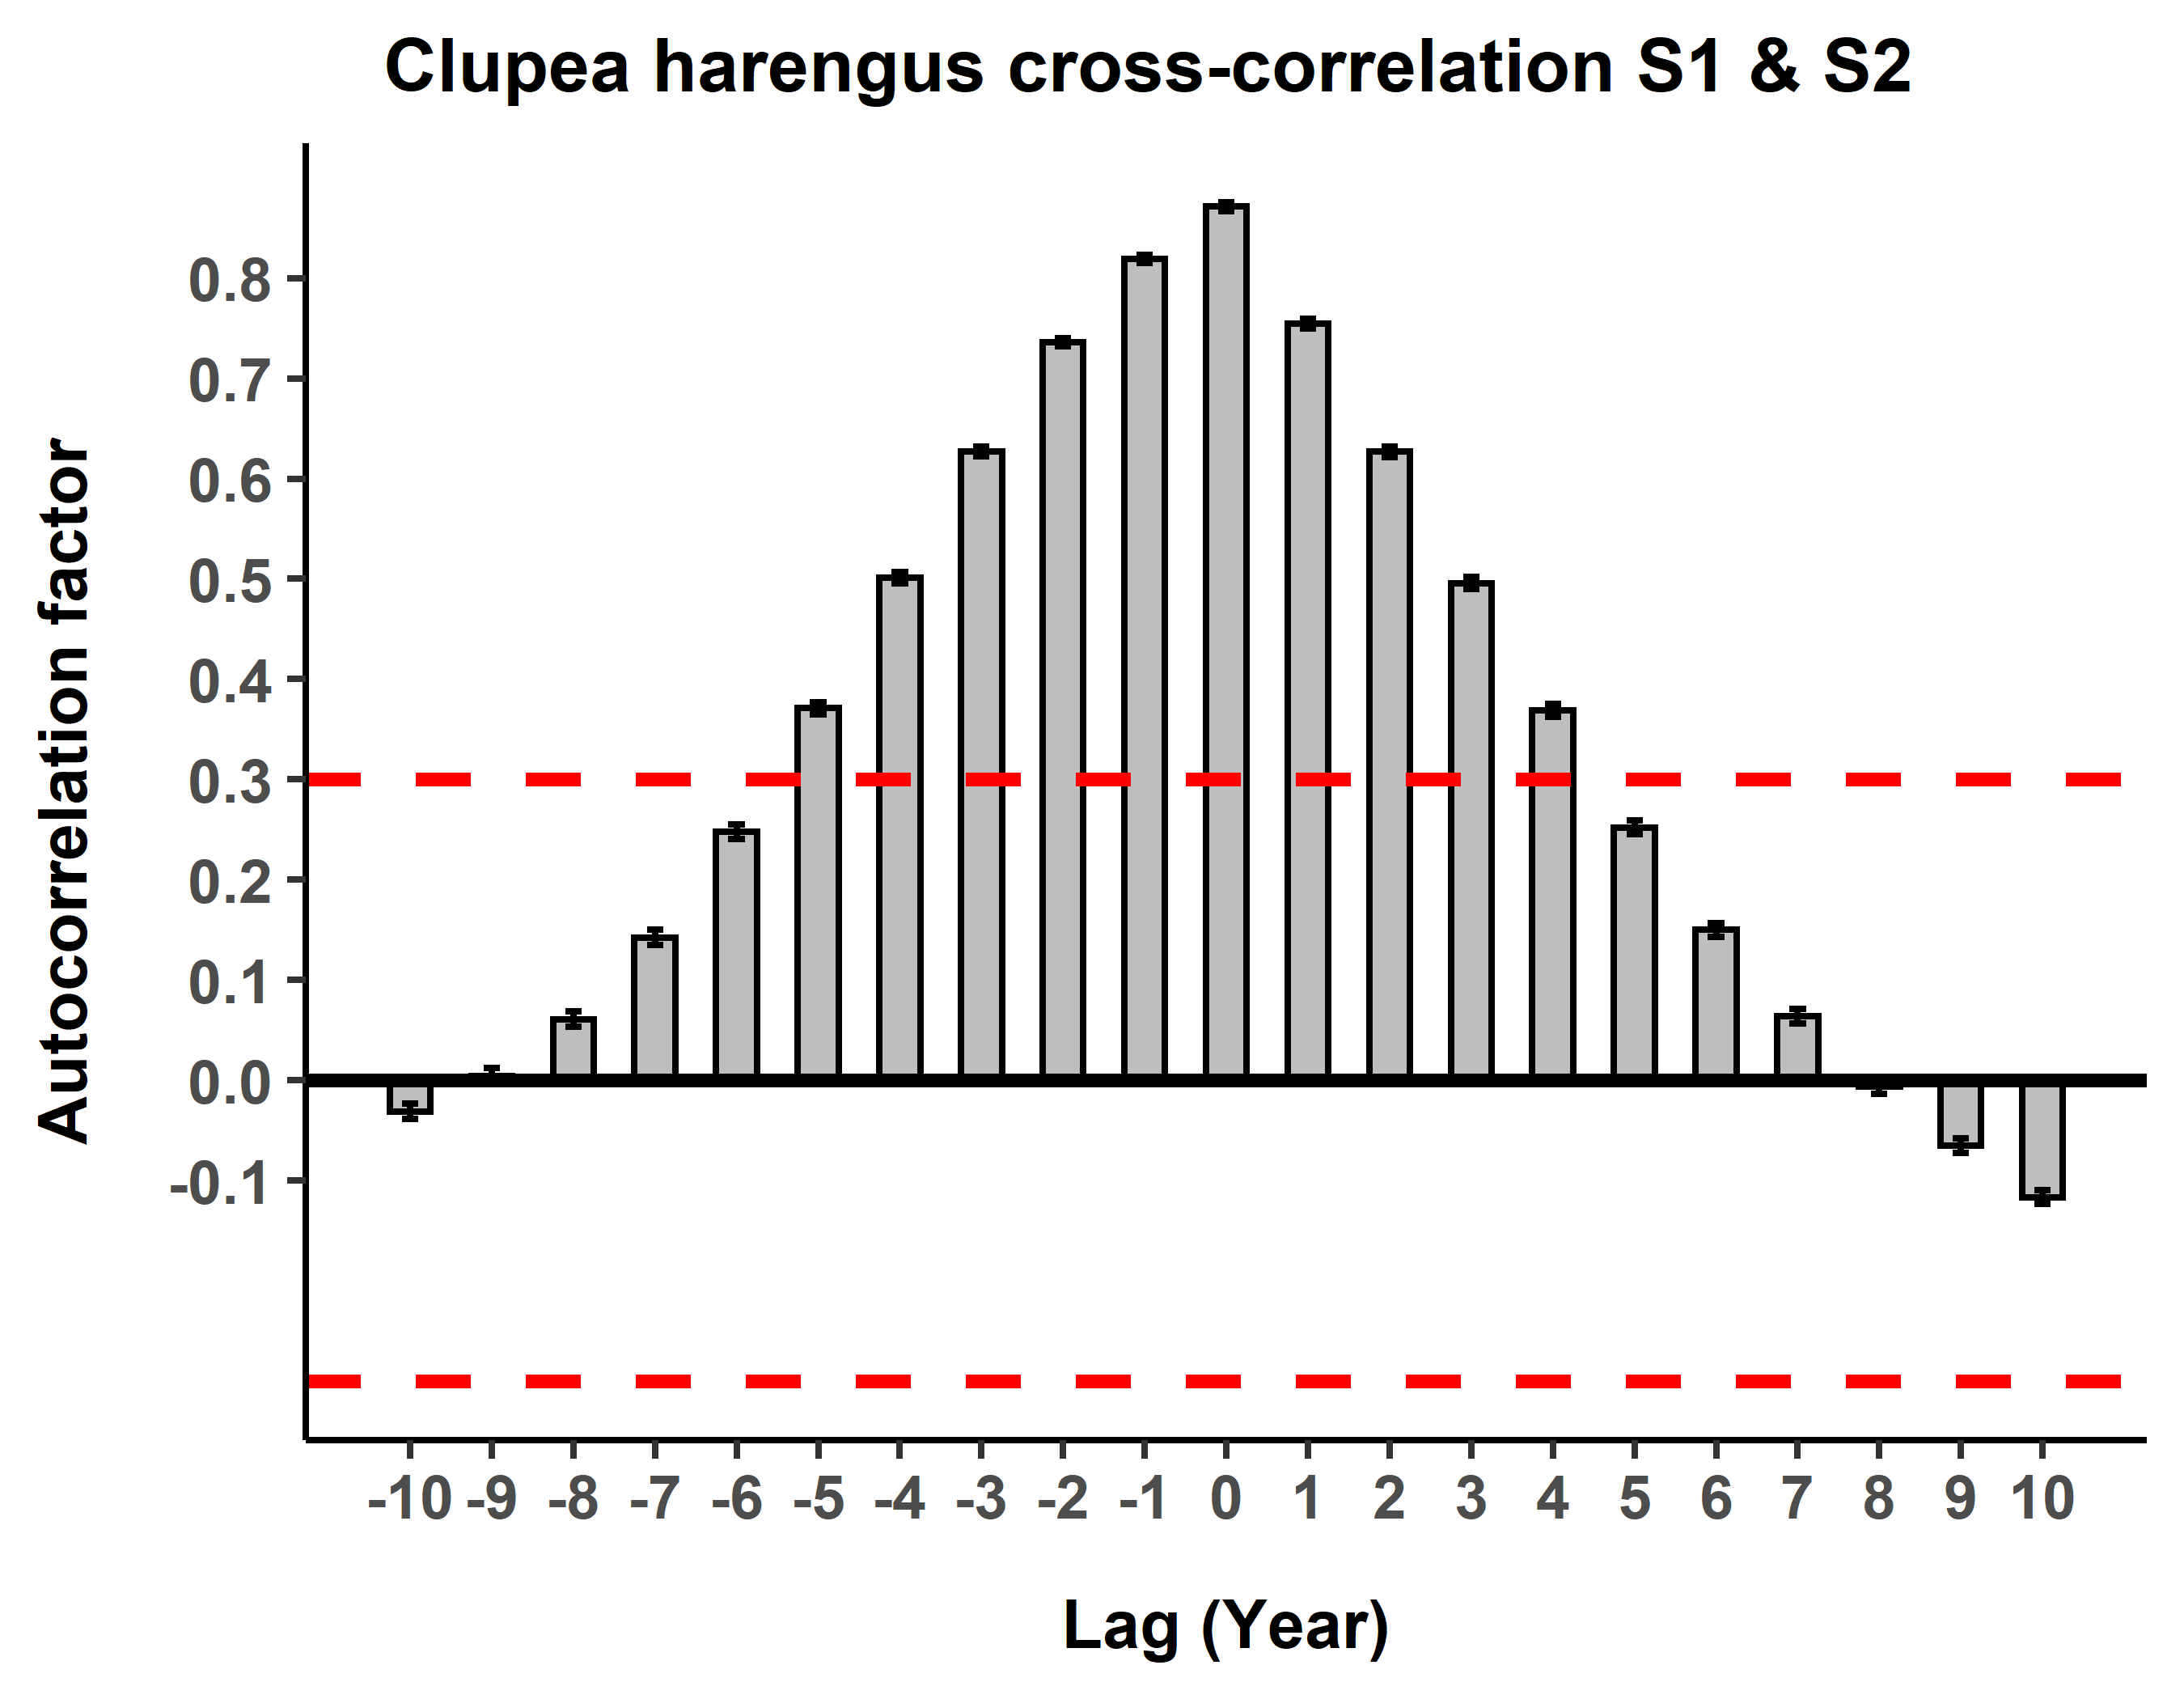 Clupea harengus cross-correlation S1 & S2
Autocorrelation factor
0.8
0.7
0.6
0.5
0.4
0.3
0.2
0.1
0.0
-0.1
-10 -9 -8 -7 -6 -5 -4 -3 -2 -1 0 1 2 3 4 5 6 7 8 9 10
Lag (Year)